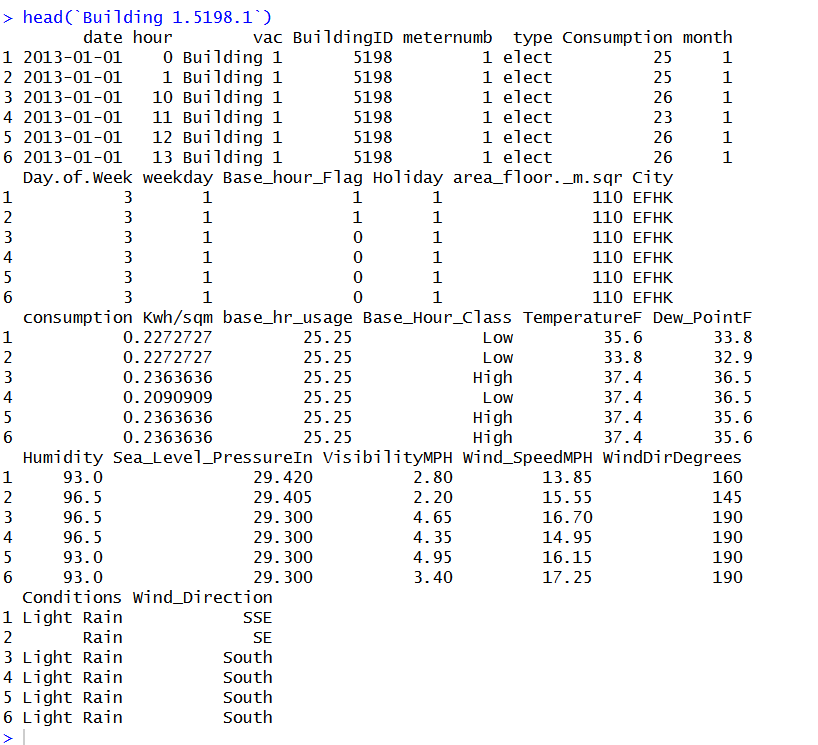 > head(`Building 1.5198.1`)
        date hour        vac BuildingID meternumb  type Consumption month
1 2013-01-01    0 Building 1       5198         1 elect          25     1
2 2013-01-01    1 Building 1       5198         1 elect          25     1
3 2013-01-01   10 Building 1       5198         1 elect          26     1
4 2013-01-01   11 Building 1       5198         1 elect          23     1
5 2013-01-01   12 Building 1       5198         1 elect          26     1
6 2013-01-01   13 Building 1       5198         1 elect          26     1
  Day.of.Week weekday Base_hour_Flag Holiday area_floor._m.sqr City
1           3       1              1       1               110 EFHK
2           3       1              1       1               110 EFHK
3           3       1              0       1               110 EFHK
4           3       1              0       1               110 EFHK
5           3       1              0       1               110 EFHK
6           3       1              0       1               110 EFHK
  consumption Kwh/sqm base_hr_usage Base_Hour_Class TemperatureF Dew_PointF
1           0.2272727         25.25             Low         35.6       33.8
2           0.2272727         25.25             Low         33.8       32.9
3           0.2363636         25.25            High         37.4       36.5
4           0.2090909         25.25             Low         37.4       36.5
5           0.2363636         25.25            High         37.4       35.6
6           0.2363636         25.25            High         37.4       35.6
  Humidity Sea_Level_PressureIn VisibilityMPH Wind_SpeedMPH WindDirDegrees
1     93.0               29.420          2.80         13.85            160
2     96.5               29.405          2.20         15.55            145
3     96.5               29.300          4.65         16.70            190
4     96.5               29.300          4.35         14.95            190
5     93.0               29.300          4.95         16.15            190
6     93.0               29.300          3.40         17.25            190
  Conditions Wind_Direction
1 Light Rain            SSE
2       Rain             SE
3 Light Rain          South
4 Light Rain          South
5 Light Rain          South
6 Light Rain          South
>